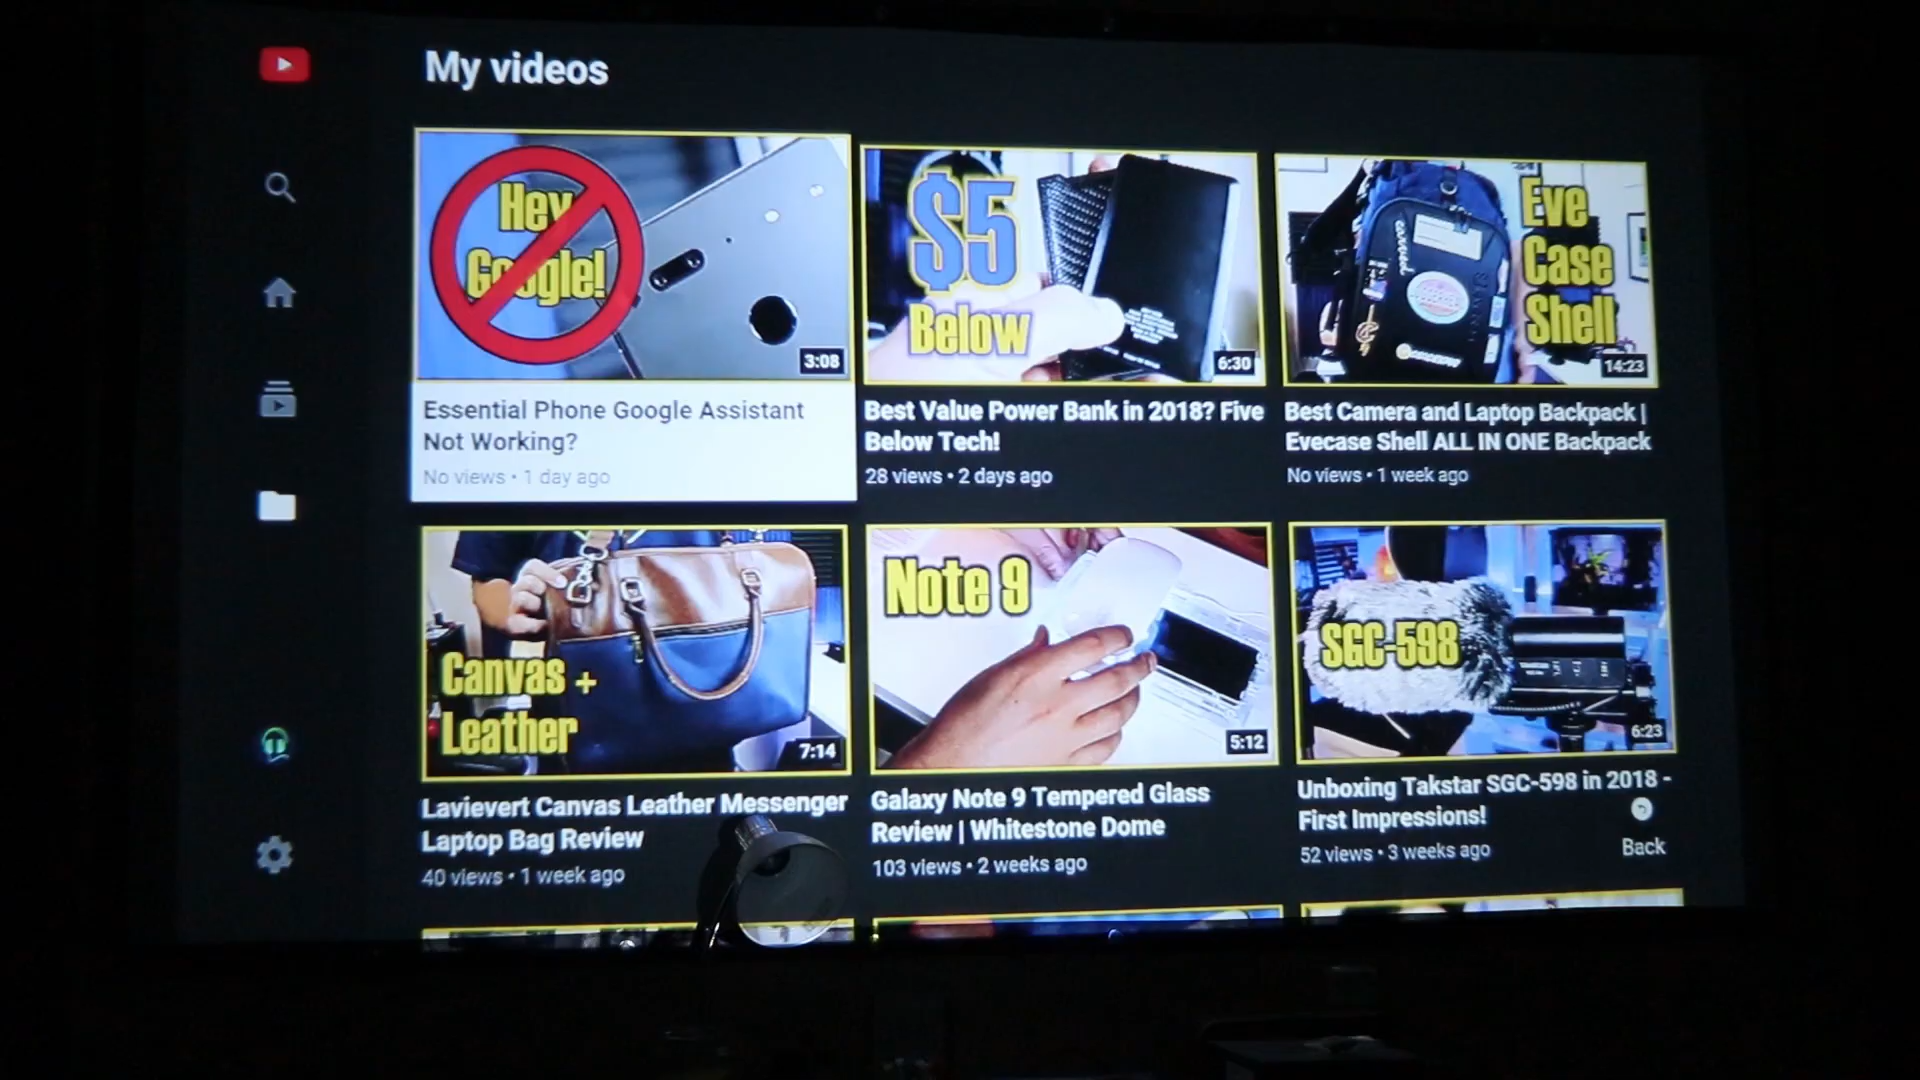 My videos
Hey
Google!
3:08
$5
Below
6:30
Eve
Case
Shell
14:23
Essential Phone Google Assistant
Not Working?
No views • 1 day ago
Best Value Power Bank in 2018? Five
Below Tech!
28 views • 2 days ago
Best Camera and Laptop Backpack |
Evecase Shell ALL IN ONE Backpack
No views • 1 week ago
Canvas +
Leather
7:14
Note 9
5:12
SGC-598
6:23
Lavievert Canvas Leather Messenger
Laptop Bag Review
40 views • 1 week ago
Galaxy Note 9 Tempered Glass
Review | Whitestone Dome
103 views • 2 weeks ago
Unboxing Takstar SGC-598 in 2018 -
First Impressions!
52 views • 3 weeks ago
Back